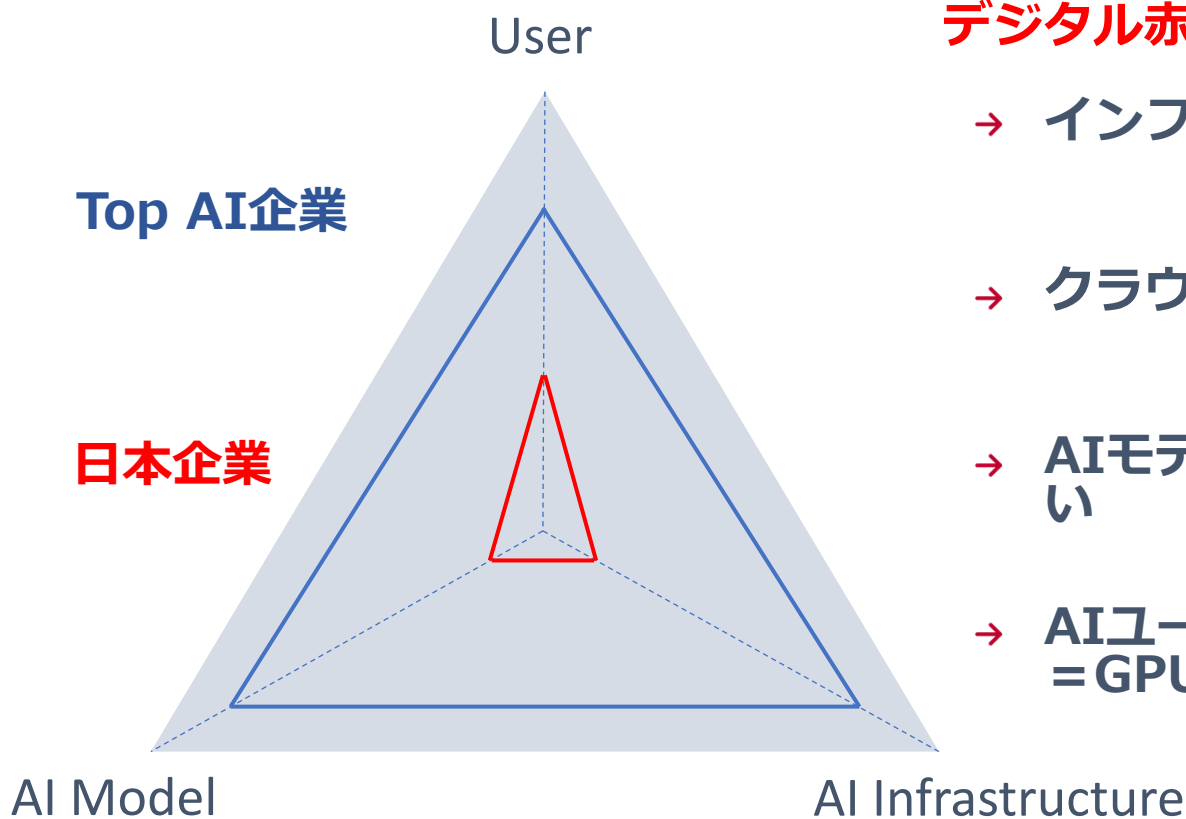 User
Top AI企業
日本企業
AI Model
AI Infrastructure
デジタル赤
→ インフ
→ クラウ
→ AIモデ
い
→ AIユー
＝GPU